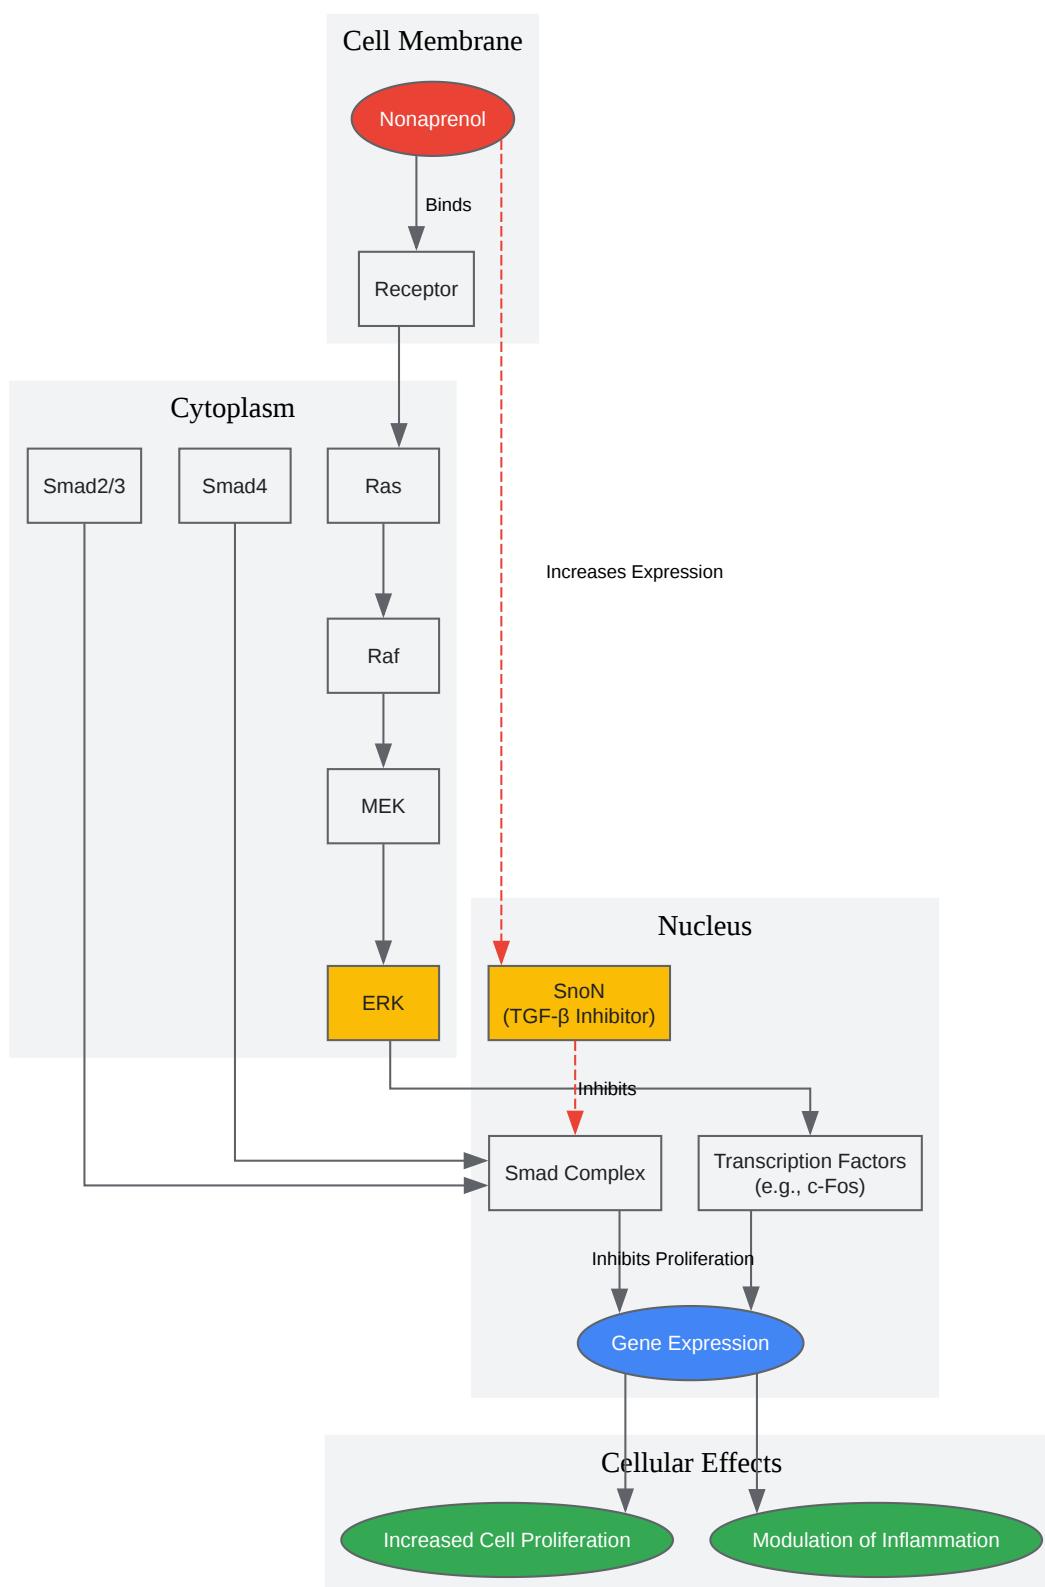 Cell Membrane
Nonaprenol
Binds
Receptor
Cytoplasm
Smad2/3
Smad4
Ras
Increases Expression
Raf
MEK
Nucleus
ERK
SnoN
(TGF-β Inhibitor)
Inhibits
Smad Complex
Transcription Factors
(e.g., c-Fos)
Inhibits Proliferation
Gene Expression
Cellular Effects
Increased Cell Proliferation
Modulation of Inflammation